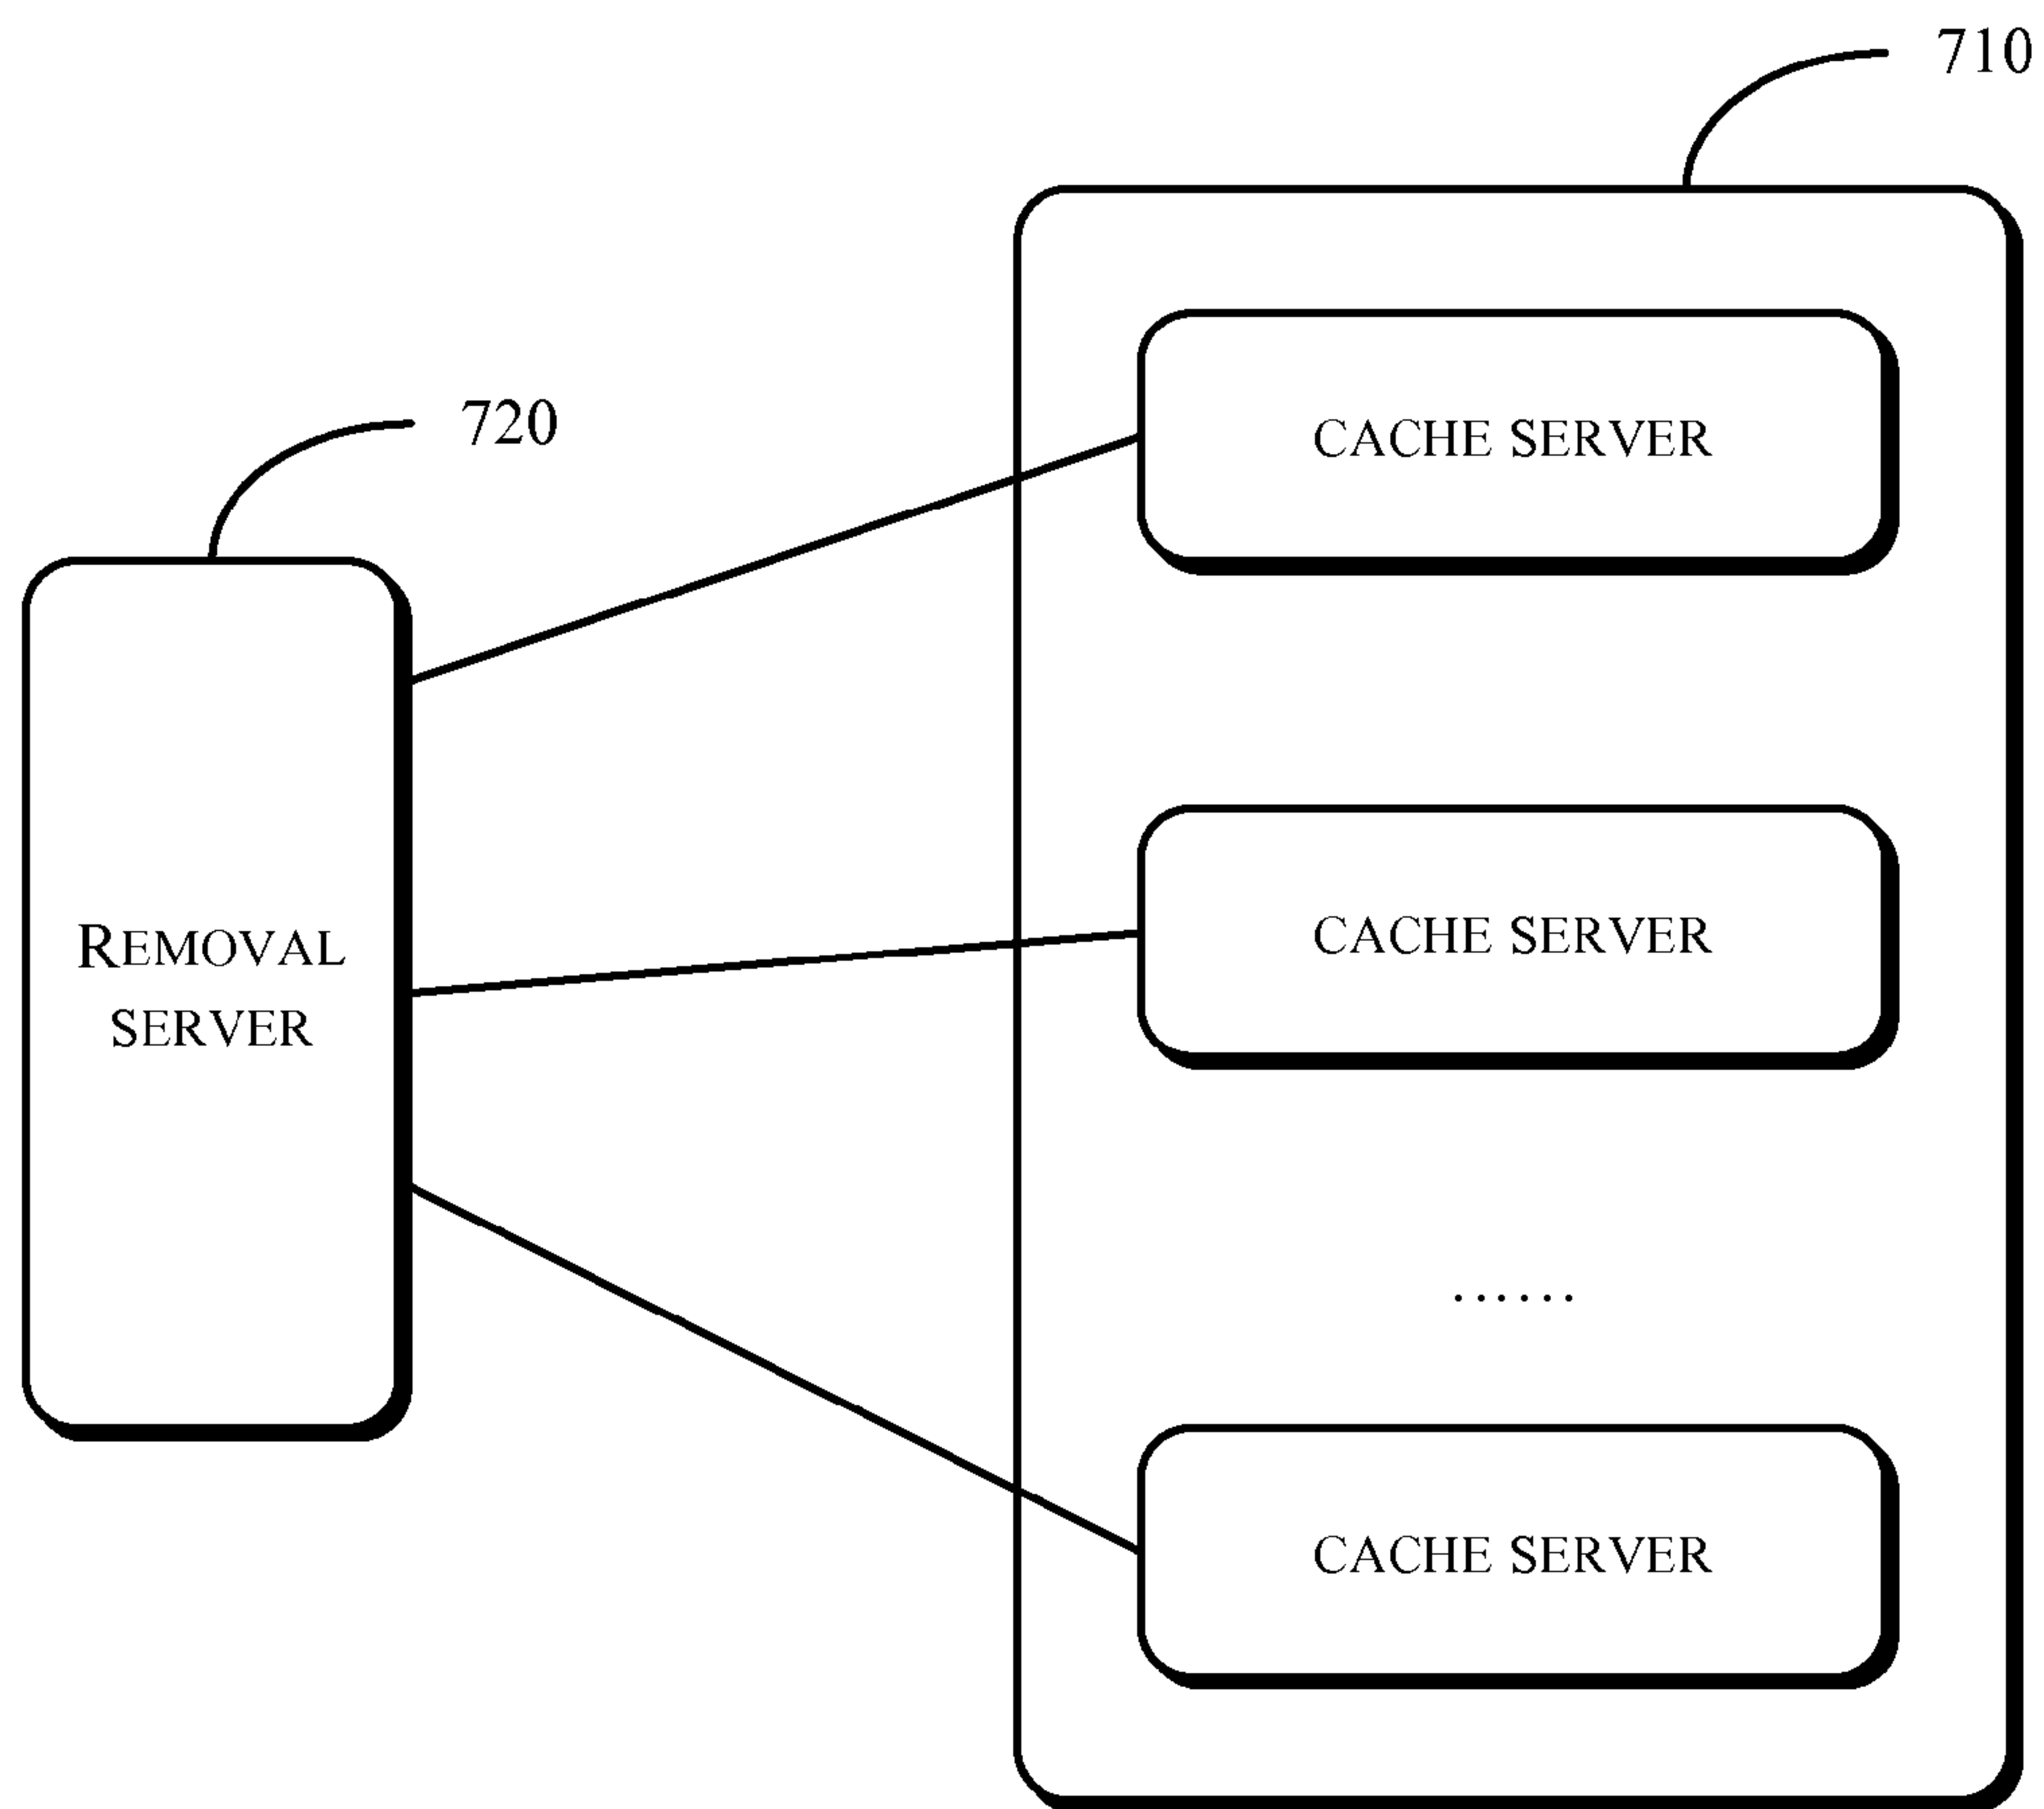 710
720
CACHE SERVER
CACHE SERVER
REMOVAL
SERVER
......
CACHE SERVER